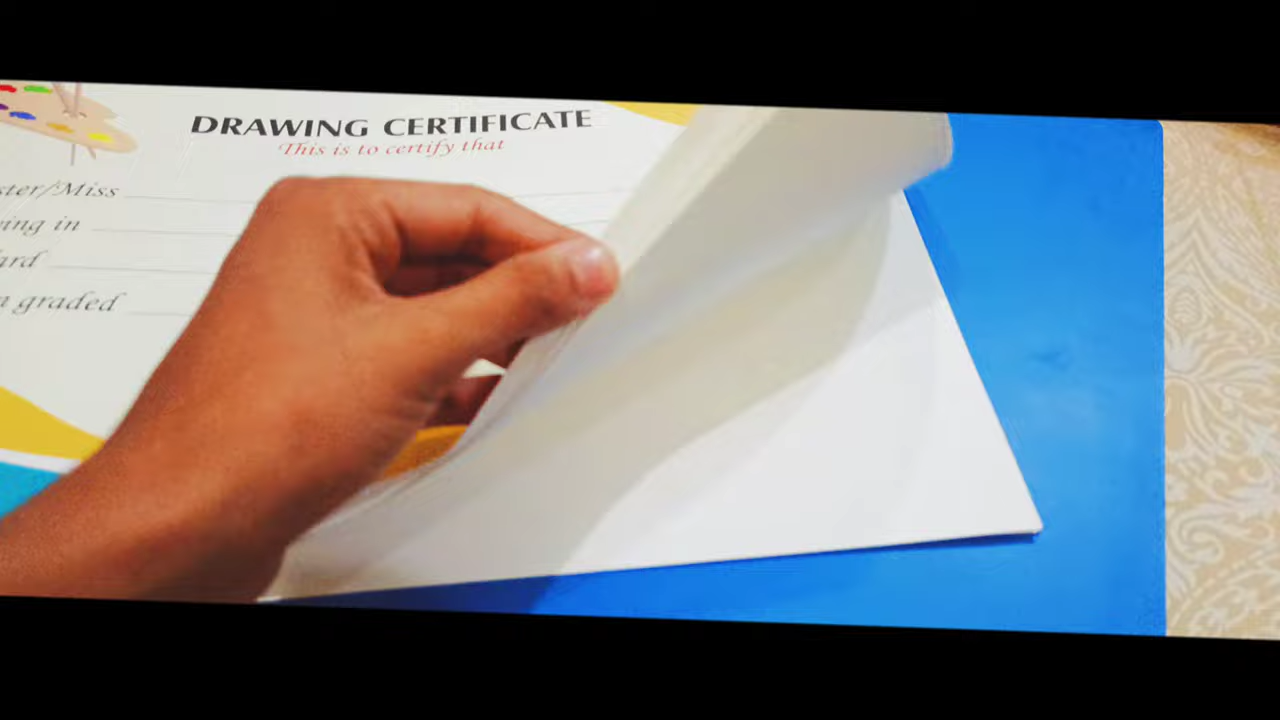 DRAWING CERTIFICATE
This is to certify that
ster/Miss
ing in
ard
graded